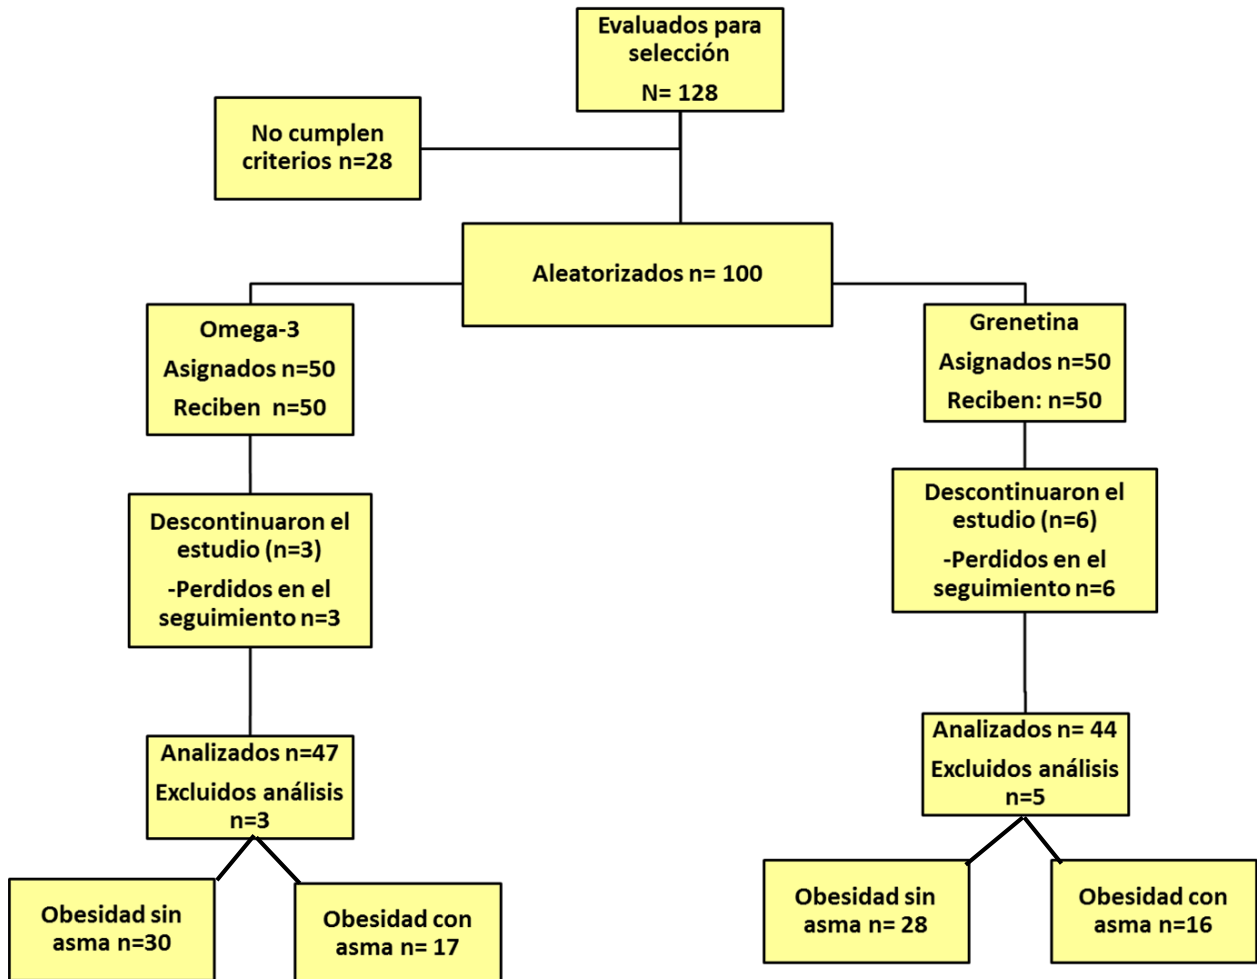 Evaluados para
selección
N= 128
No cumplen
criterios n=28
Aleatorizados n= 100
Omega-3
Asignados n=50
Reciben n=50
Grenetina
Asignados n=50
Reciben: n=50
Descontinuaron el
estudio (n=3)
-Perdidos en el
seguimiento n=3
Descontinuaron el
estudio (n=6)
-Perdidos en el
seguimiento n=6
Analizados n=47
Excluidos análisis
n=3
Analizados n= 44
Excluidos análisis
n=5
Obesidad sin
asma n=30
Obesidad con
asma n= 17
Obesidad sin
asma n= 28
Obesidad con
asma n=16